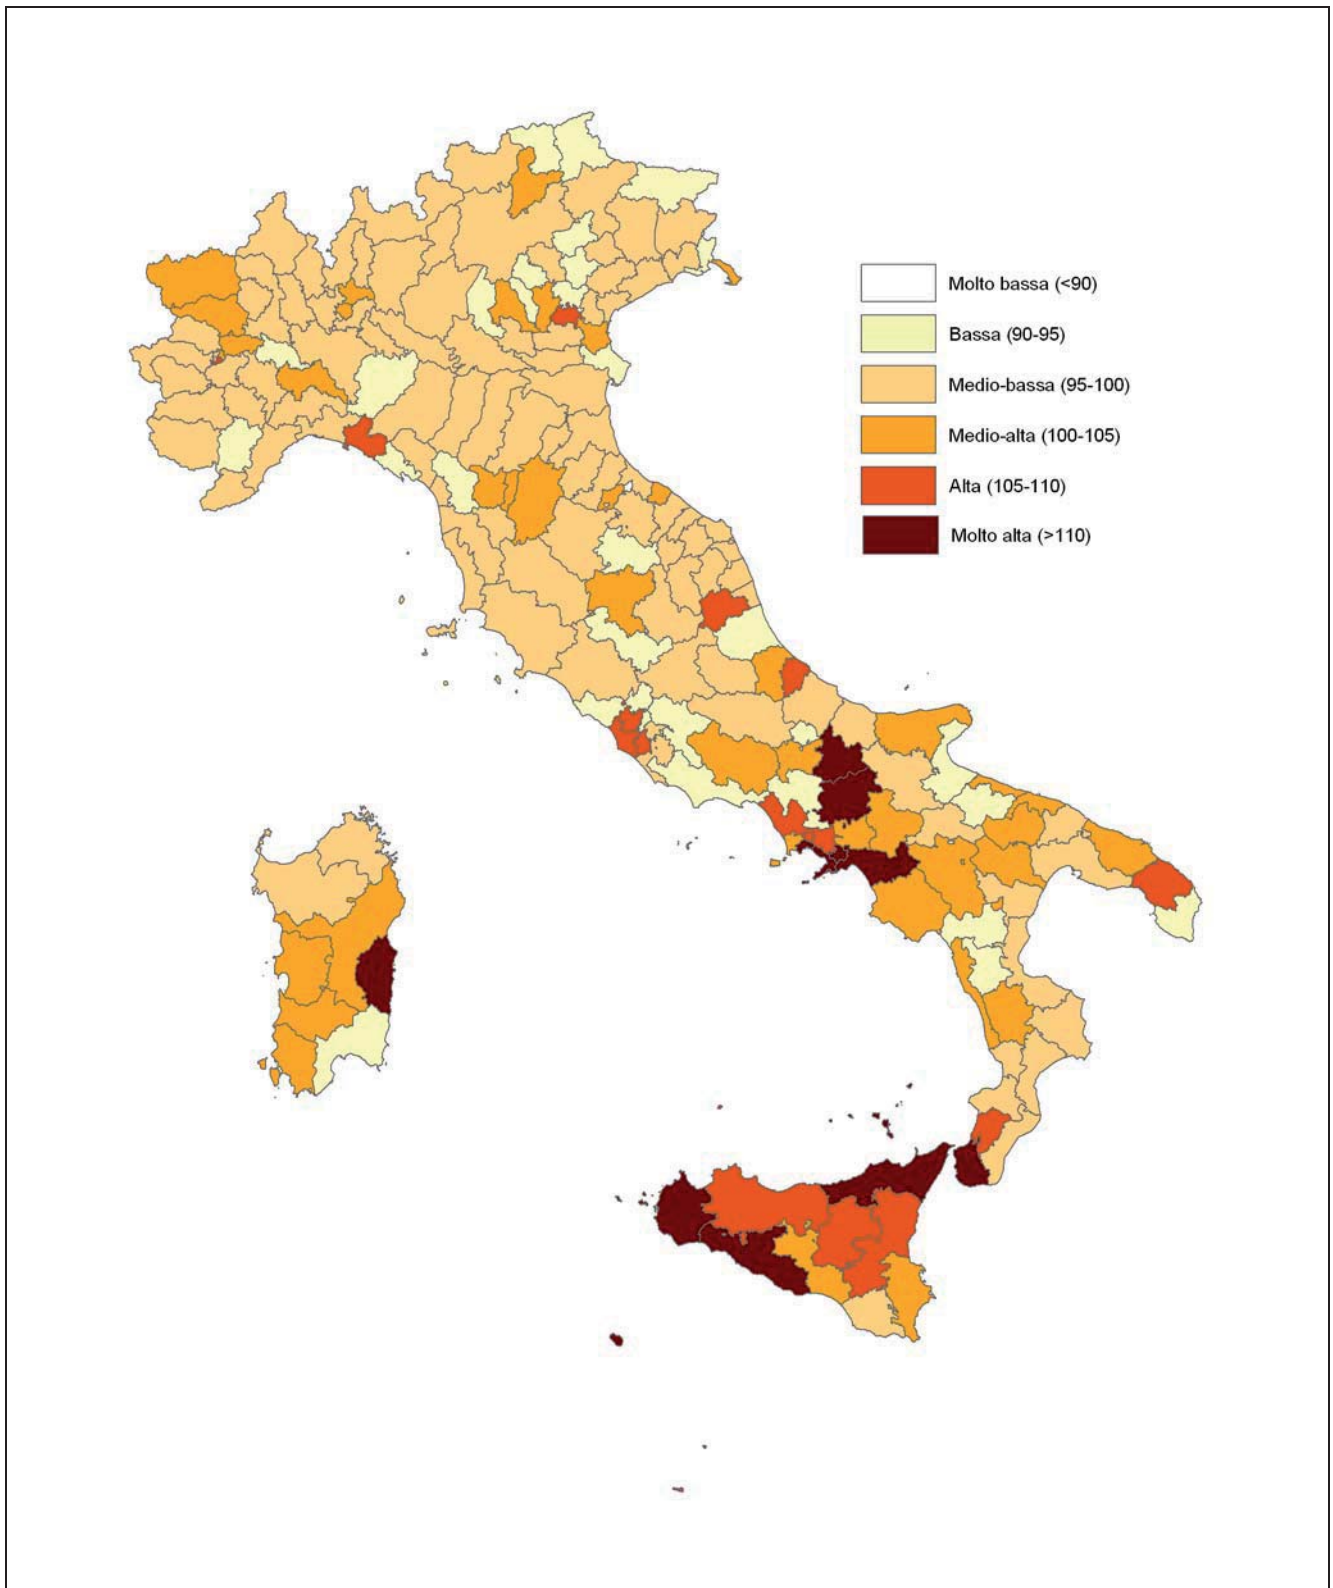 Molto bassa (<90)
Bassa (90-95)
Medio-bassa (95-100)
Medio-alta (100-105)
Alta (105-110)
Molto alta (>110)